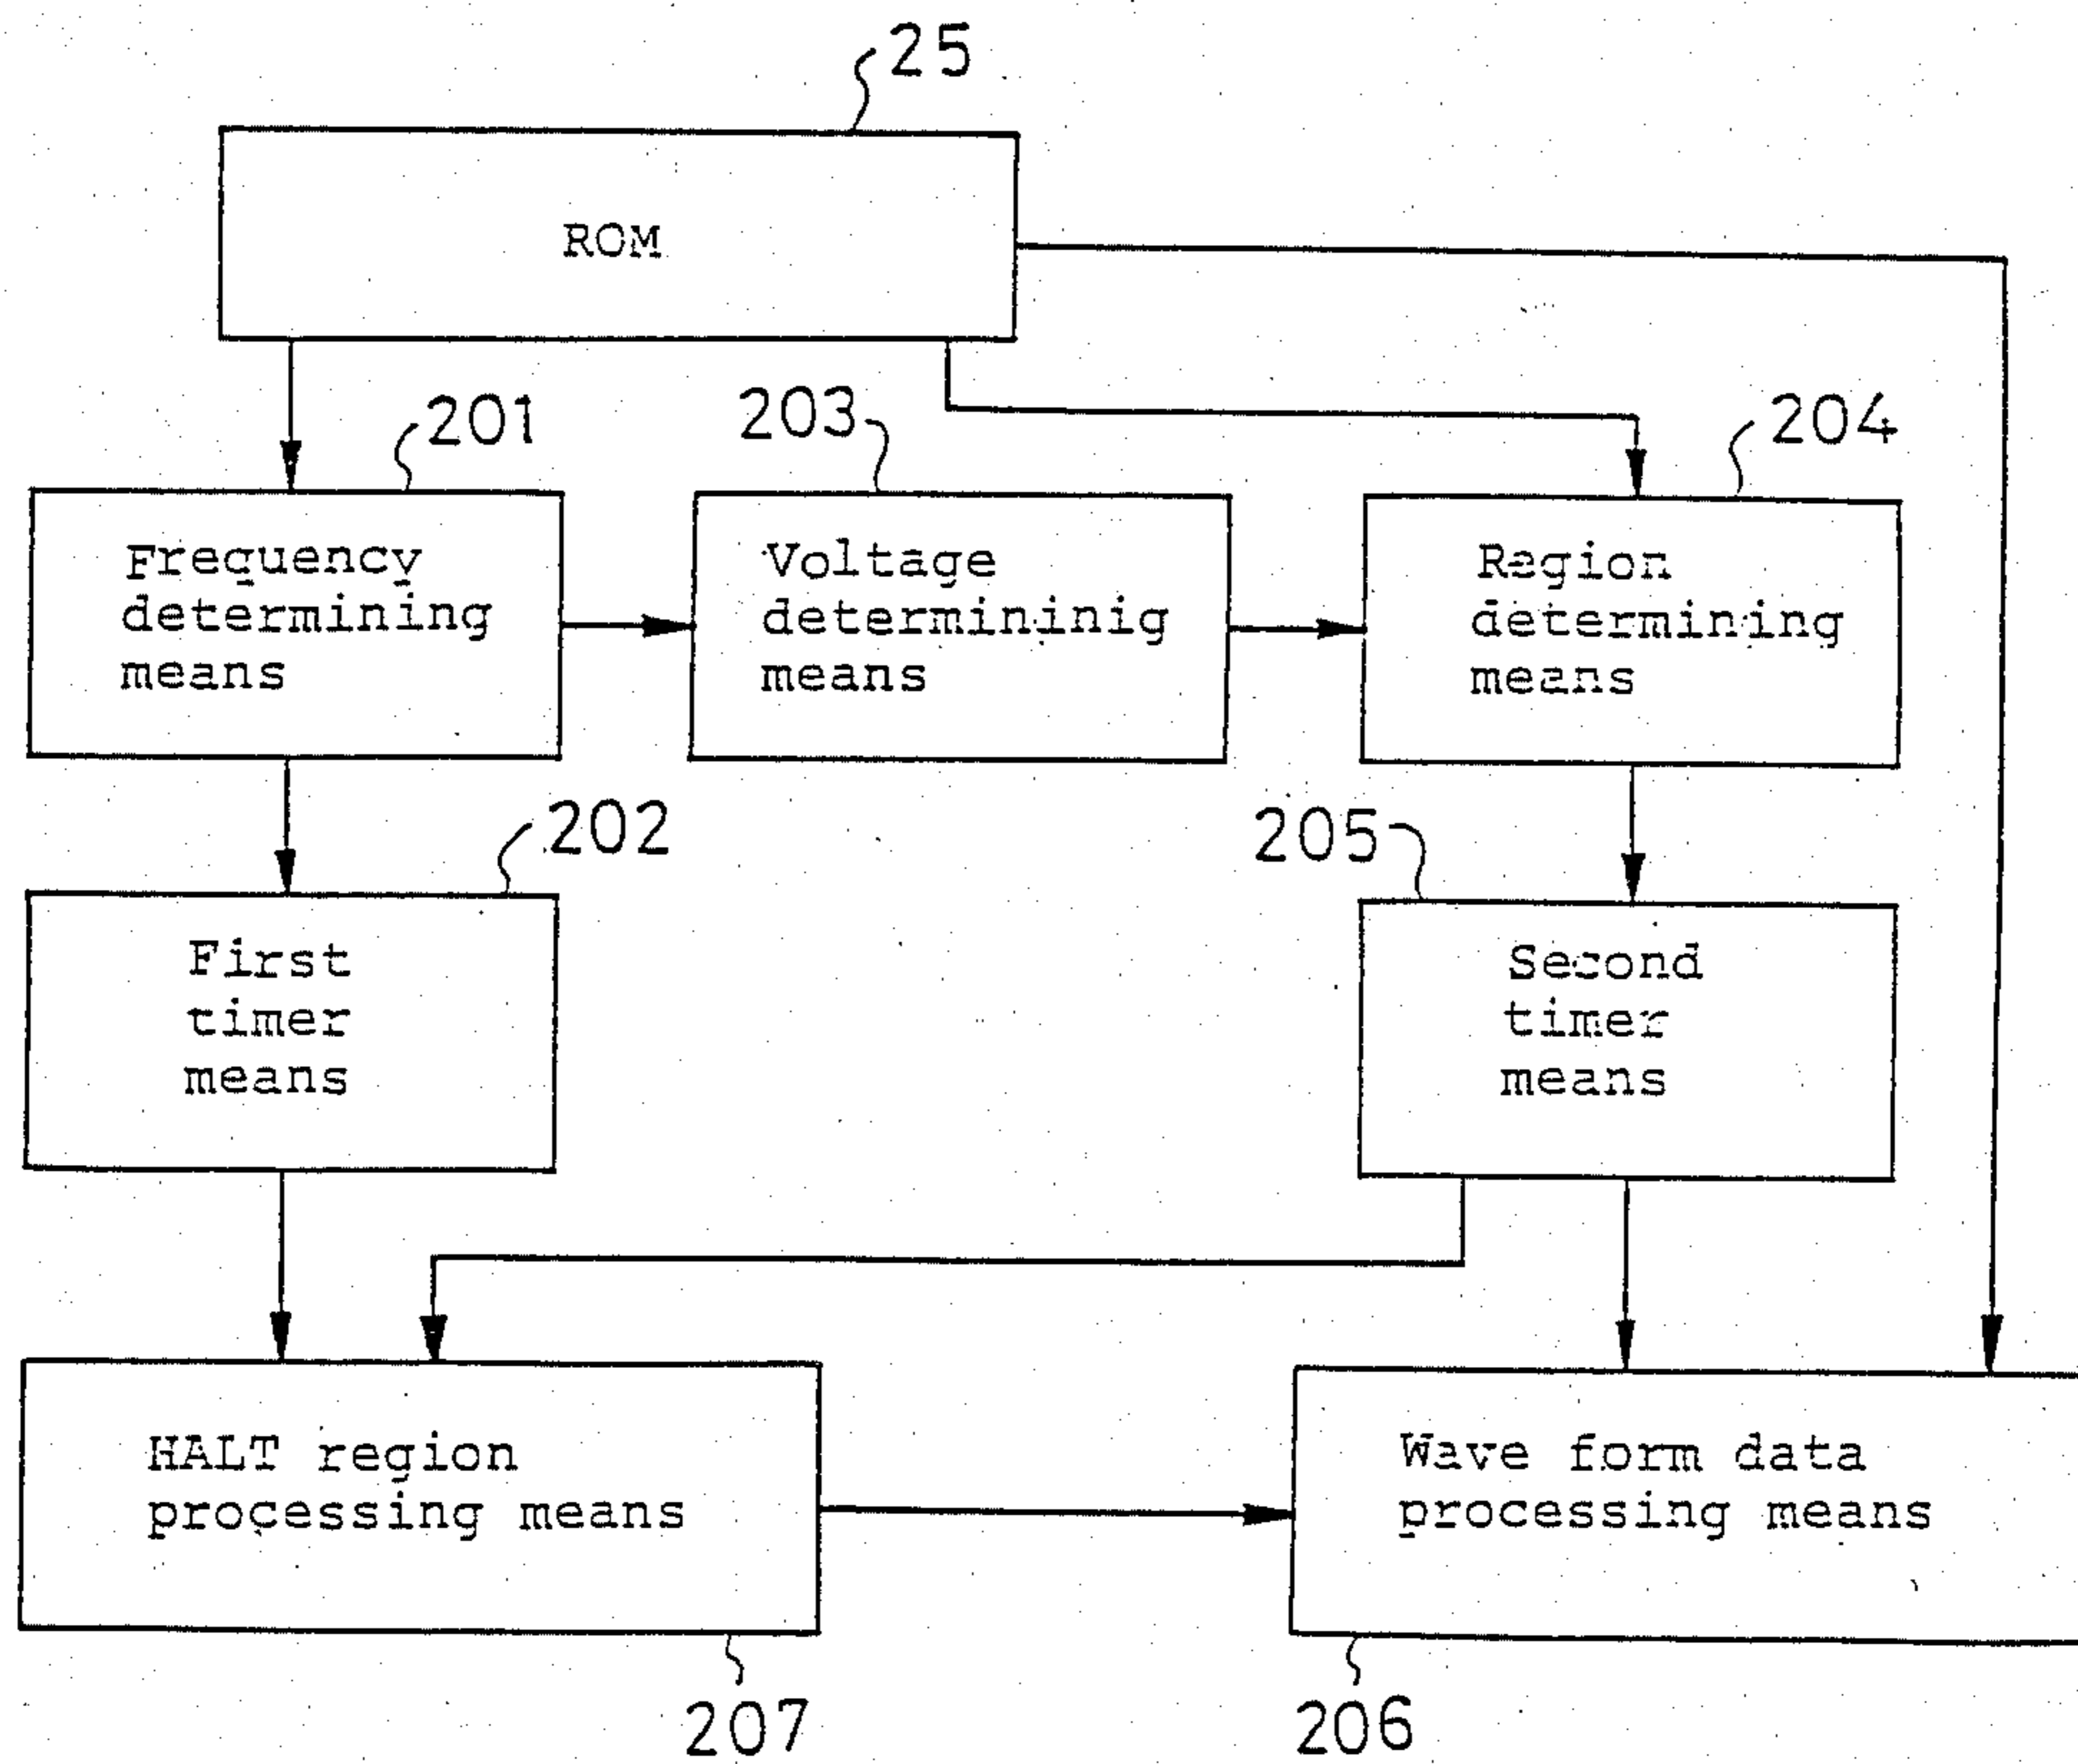 25
ROM
201
203
204
Frequency
determining
means
Voltage
determininig
means
Region
determining
means
202
205
First
timer
means
Second
timer
means
HALT region
processing means
Wave form data
processing means
207
206